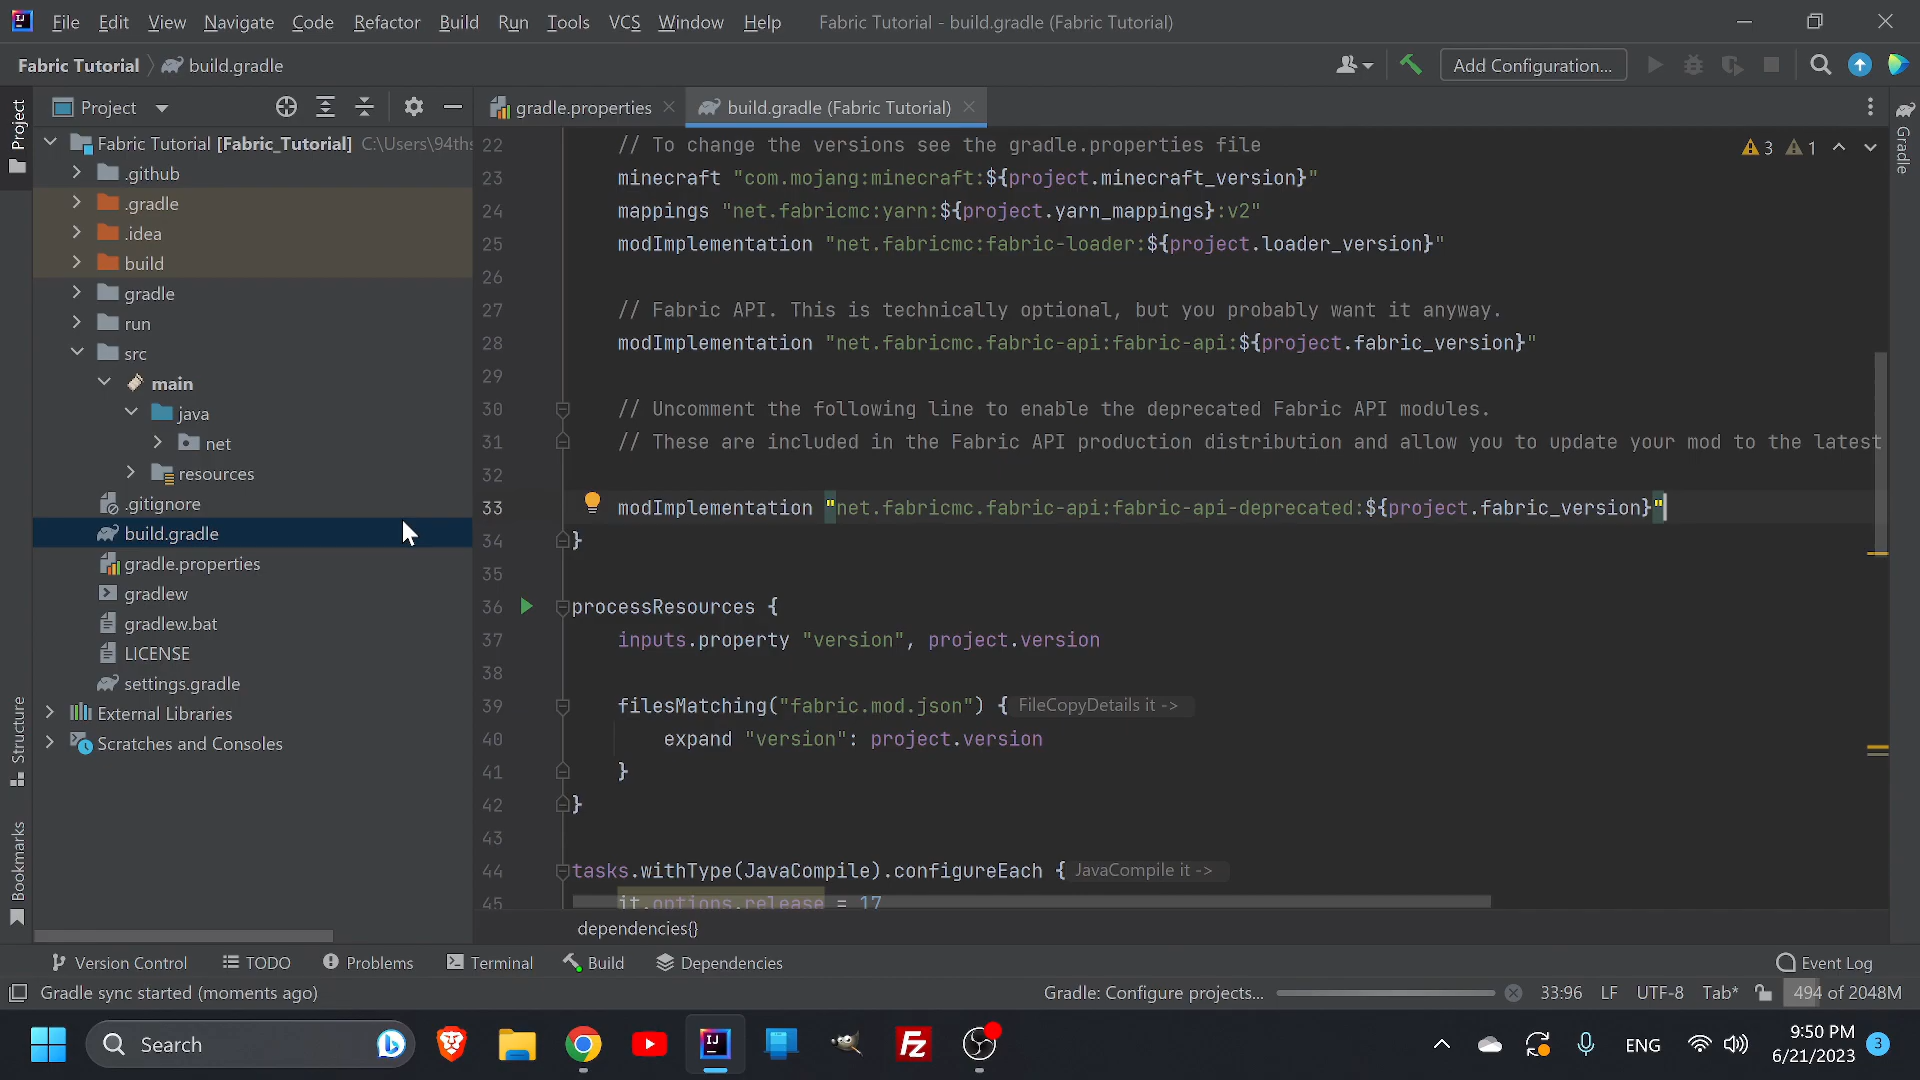 File Edit View Navigate Code Refactor Build Run Tools VCS Window Help Fabric Tutorial - build.gradle (Fabric Tutorial)
Fabric Tutorial build.gradle Add Configuration...
Project
Project
gradle.properties
build.gradle (Fabric Tutorial)
Fabric Tutorial [Fabric_Tutorial] C:\Users\94ths
.github
.gradle
.idea
build
gradle
run
src
main
java
net
resources
.gitignore
build.gradle
gradle.properties
gradlew
gradlew.bat
LICENSE
settings.gradle
External Libraries
Scratches and Consoles
Structure
Bookmarks
3 1
Gradle
22 // To change the versions see the gradle.properties file
23 minecraft "com.mojang:minecraft:${project.minecraft_version}"
24 mappings "net.fabricmc:yarn:${project.yarn_mappings}:v2"
25 modImplementation "net.fabricmc:fabric-loader:${project.loader_version}"
26
27 // Fabric API. This is technically optional, but you probably want it anyway.
28 modImplementation "net.fabricmc.fabric-api:fabric-api:${project.fabric_version}"
29
30 // Uncomment the following line to enable the deprecated Fabric API modules.
31 // These are included in the Fabric API production distribution and allow you to update your mod to the latest
32
33 modImplementation "net.fabricmc.fabric-api:fabric-api-deprecated:${project.fabric_version}"
34 }
35
36 processResources {
37 inputs.property "version", project.version
38
39 filesMatching("fabric.mod.json") { FileCopyDetails it ->
40 expand "version": project.version
41 }
42 }
43
44 tasks.withType(JavaCompile).configureEach { JavaCompile it ->
45 it.options.release = 17
dependencies{}
Version Control TODO Problems Terminal Build Dependencies Event Log
Gradle sync started (moments ago) Gradle: Configure projects... 33:96 LF UTF-8 Tab* 494 of 2048M
Search
ENG
9:50 PM
6/21/2023
3